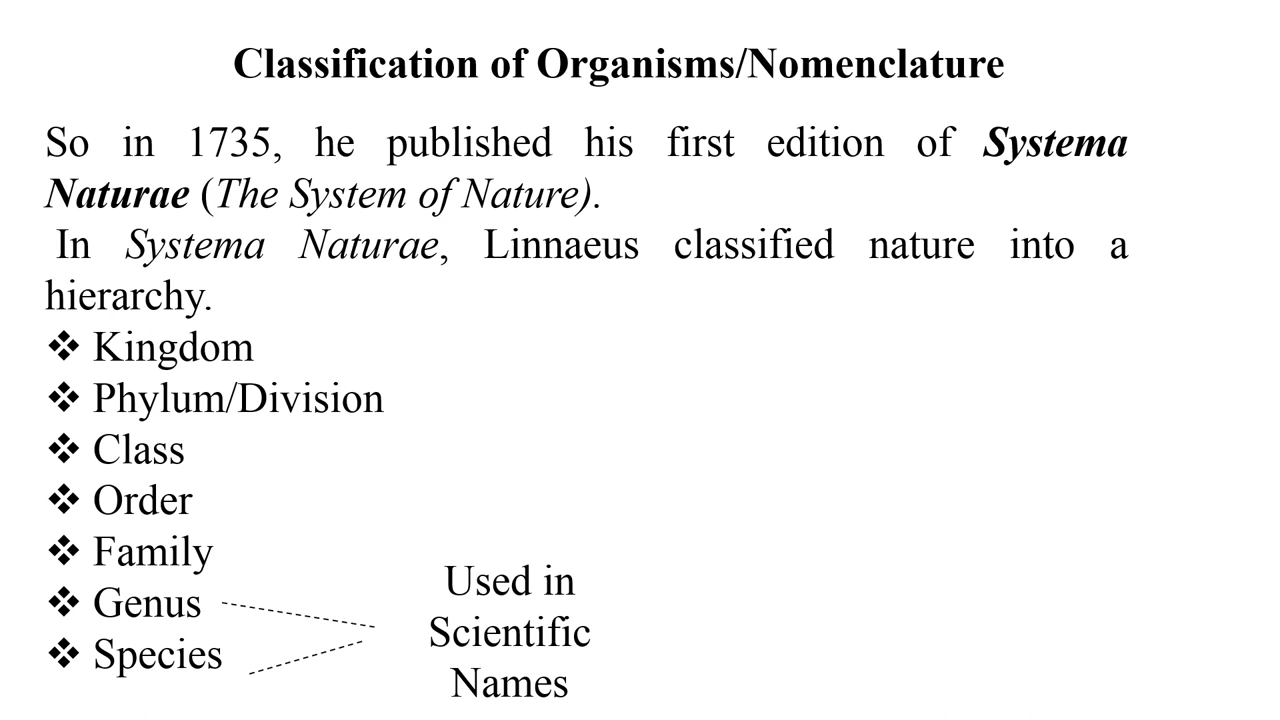 Classification of Organisms/Nomenclature
So in 1735, he published his first edition of Systema
Naturae (The System of Nature).
In Systema Naturae, Linnaeus classified nature into a
hierarchy.
❖ Kingdom
❖ Phylum/Division
❖ Class
❖ Order
❖ Family
❖ Genus
❖ Species
Used in
Scientific
Names